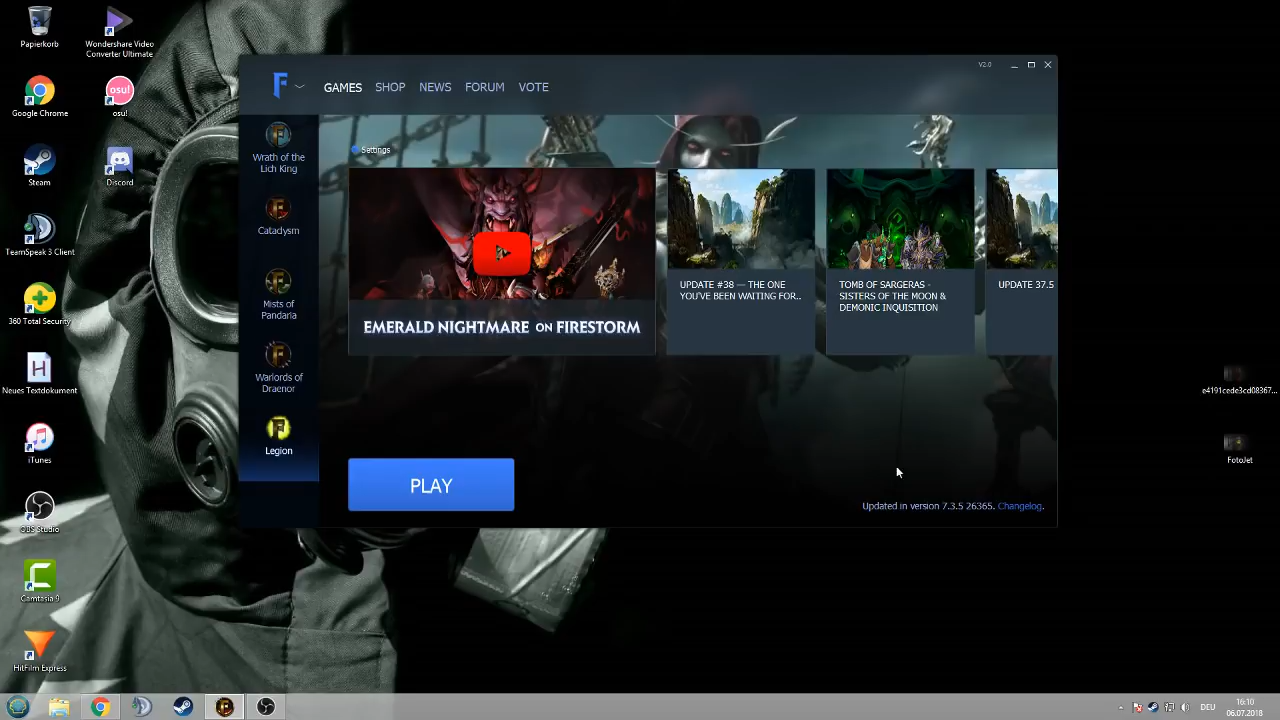 Papierkorb
Wondershare Video
Converter Ultimate
Google Chrome
osu!
Steam
Discord
TeamSpeak 3 Client
360 Total Security
Neues Textdokument
iTunes
OBS Studio
Camtasia 9
HitFilm Express
V2.0
GAMES
SHOP
NEWS
FORUM
VOTE
Wrath of the
Lich King
Cataclysm
Mists of
Pandaria
Warlords of
Draenor
Legion
Settings
EMERALD NIGHTMARE ON FIRESTORM
UPDATE #38 — THE ONE
YOU'VE BEEN WAITING FOR..
TOMB OF SARGERAS -
SISTERS OF THE MOON &
DEMONIC INQUISITION
UPDATE 37.5
PLAY
Updated in version 7.3.5 26365. Changelog.
e4191cede3cd08367...
FotoJet
DEU
16:10
06.07.2018